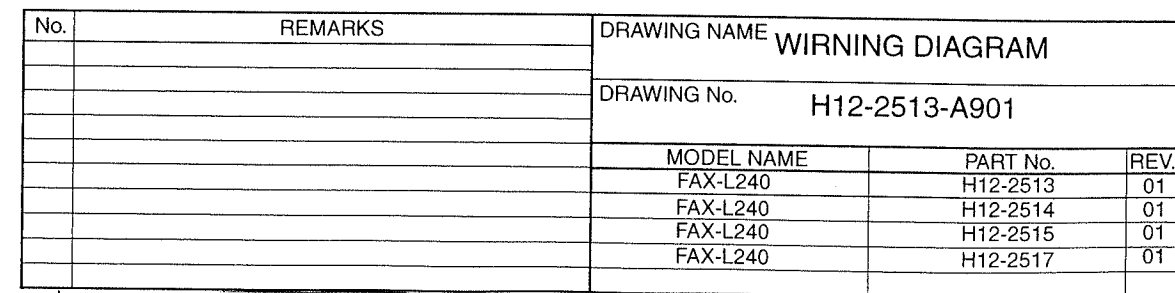 No. REMARKS
DRAWING NAME WIRNING DIAGRAM
DRAWING No. H12-2513-A901
MODEL NAME PART No. REV.
FAX-L240 H12-2513 01
FAX-L240 H12-2514 01
FAX-L240 H12-2515 01
FAX-L240 H12-2517 01